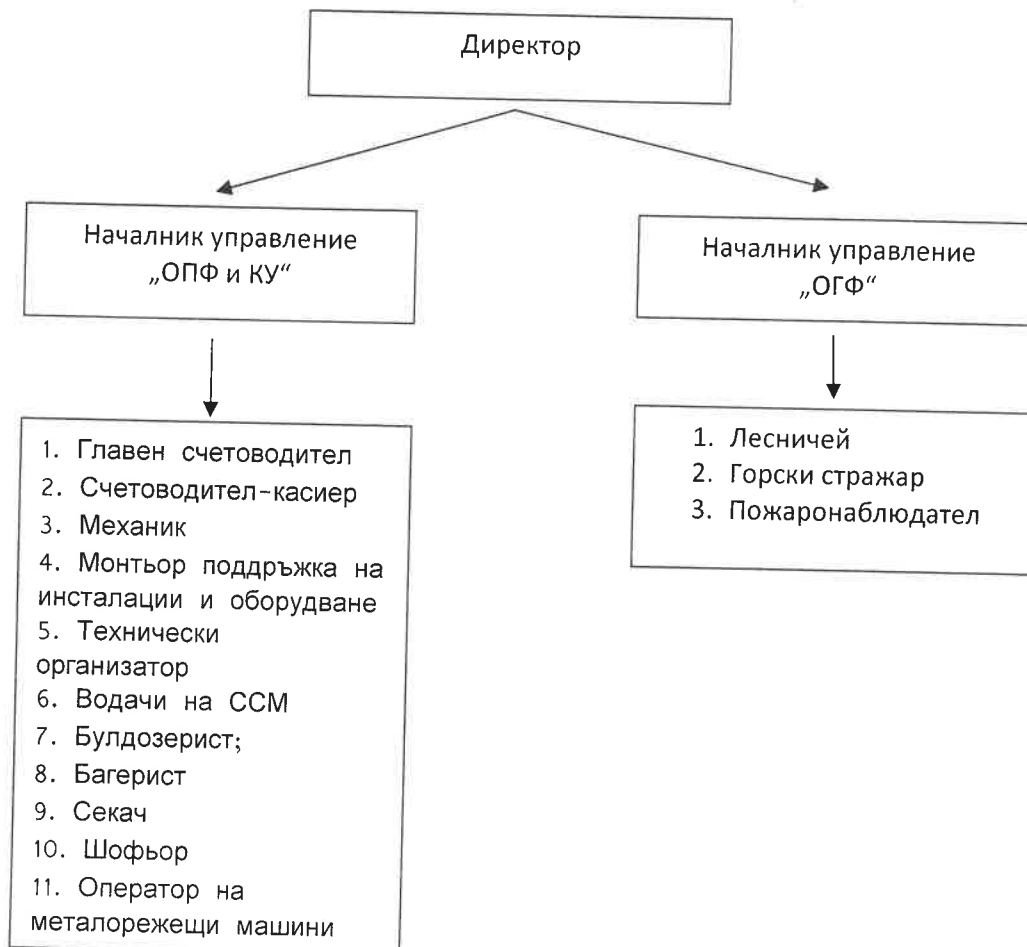 Директор
Началник управление
„ОПФ и КУ“
Началник управление
„ОГФ“
1. Главен счетоводител
2. Счетоводител-касиер
3. Механик
4. Монтьор поддръжка на
инсталации и оборудване
5. Технически
организатор
6. Водачи на ССМ
7. Булдозерист;
8. Багерист
9. Секач
10. Шофьор
11. Оператор на
металорежещи машини
1. Лесничей
2. Горски стражар
3. Пожаронаблюдател